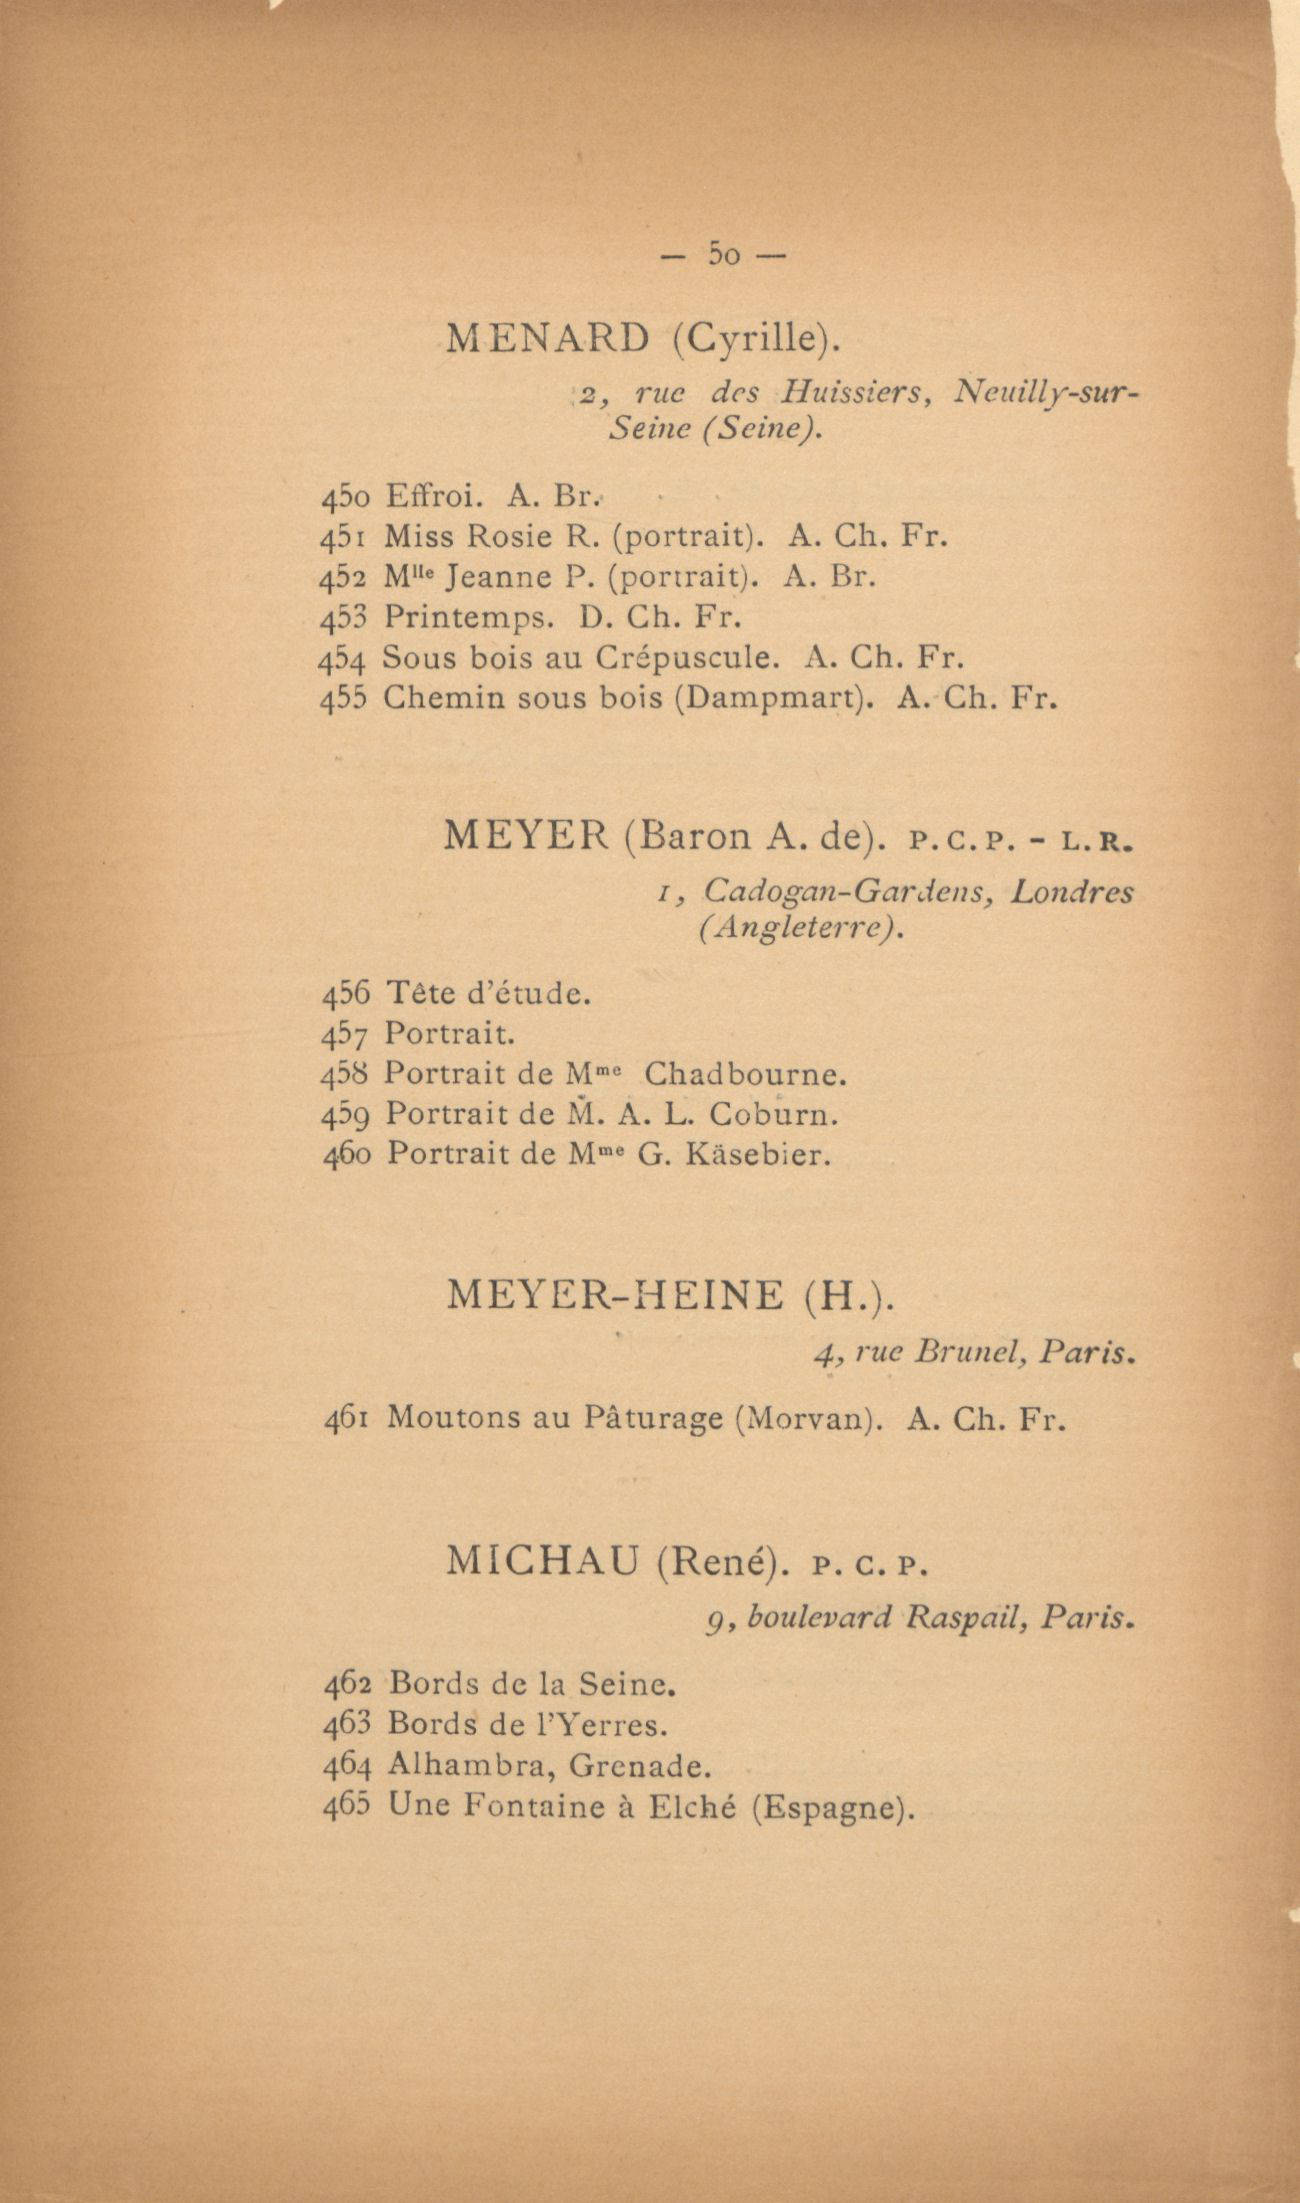 — 50 —
MENARD (Cyrille).
2, rue des Huissiers, Neuilly-sur-
Seine (Seine).
450 Effroi. A. Br.
451 Miss Rosie R. (portrait). A. Ch. Fr.
452 Mlle Jeanne P. (portrait). A. Br.
453 Printemps. D. Ch. Fr.
454 Sous bois au Crépuscule. A. Ch. Fr.
455 Chemin sous bois (Dampmart). A. Ch. Fr.
MEYER (Baron A. de). P. C. P. - L. R.
1, Cadogan-Gardens, Londres
(Angleterre).
456 Tête d'étude.
457 Portrait.
458 Portrait de Mme Chadbourne.
459 Portrait de M. A. L. Coburn.
460 Portrait de Mme G. Käsebier.
MEYER-HEINE (H.).
4, rue Brunel, Paris.
461 Moutons au Pâturage (Morvan). A. Ch. Fr.
MICHAU (René). P. C. P.
9, boulevard Raspail, Paris.
462 Bords de la Seine.
463 Bords de l'Yerres.
464 Alhambra, Grenade.
465 Une Fontaine à Elché (Espagne).